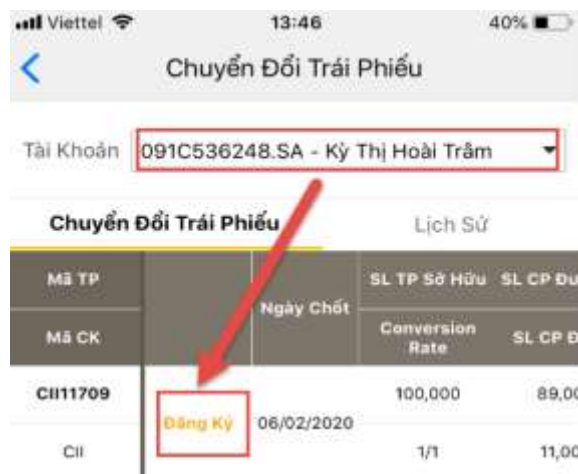 Viettel 13:46 40%
Chuyển Đổi Trái Phiếu
Tài Khoản 091C536248.SA - Kỳ Thị Hoài Trâm
Chuyển Đổi Trái Phiếu Lịch Sử
Mã TP SL TP Sở Hữu SL CP Đư
Ngày Chốt
Mã CK Conversion Rate SL CP Đ
CII11709 100,000 89,00
Đăng Ký 06/02/2020
CII 1/1 11,00